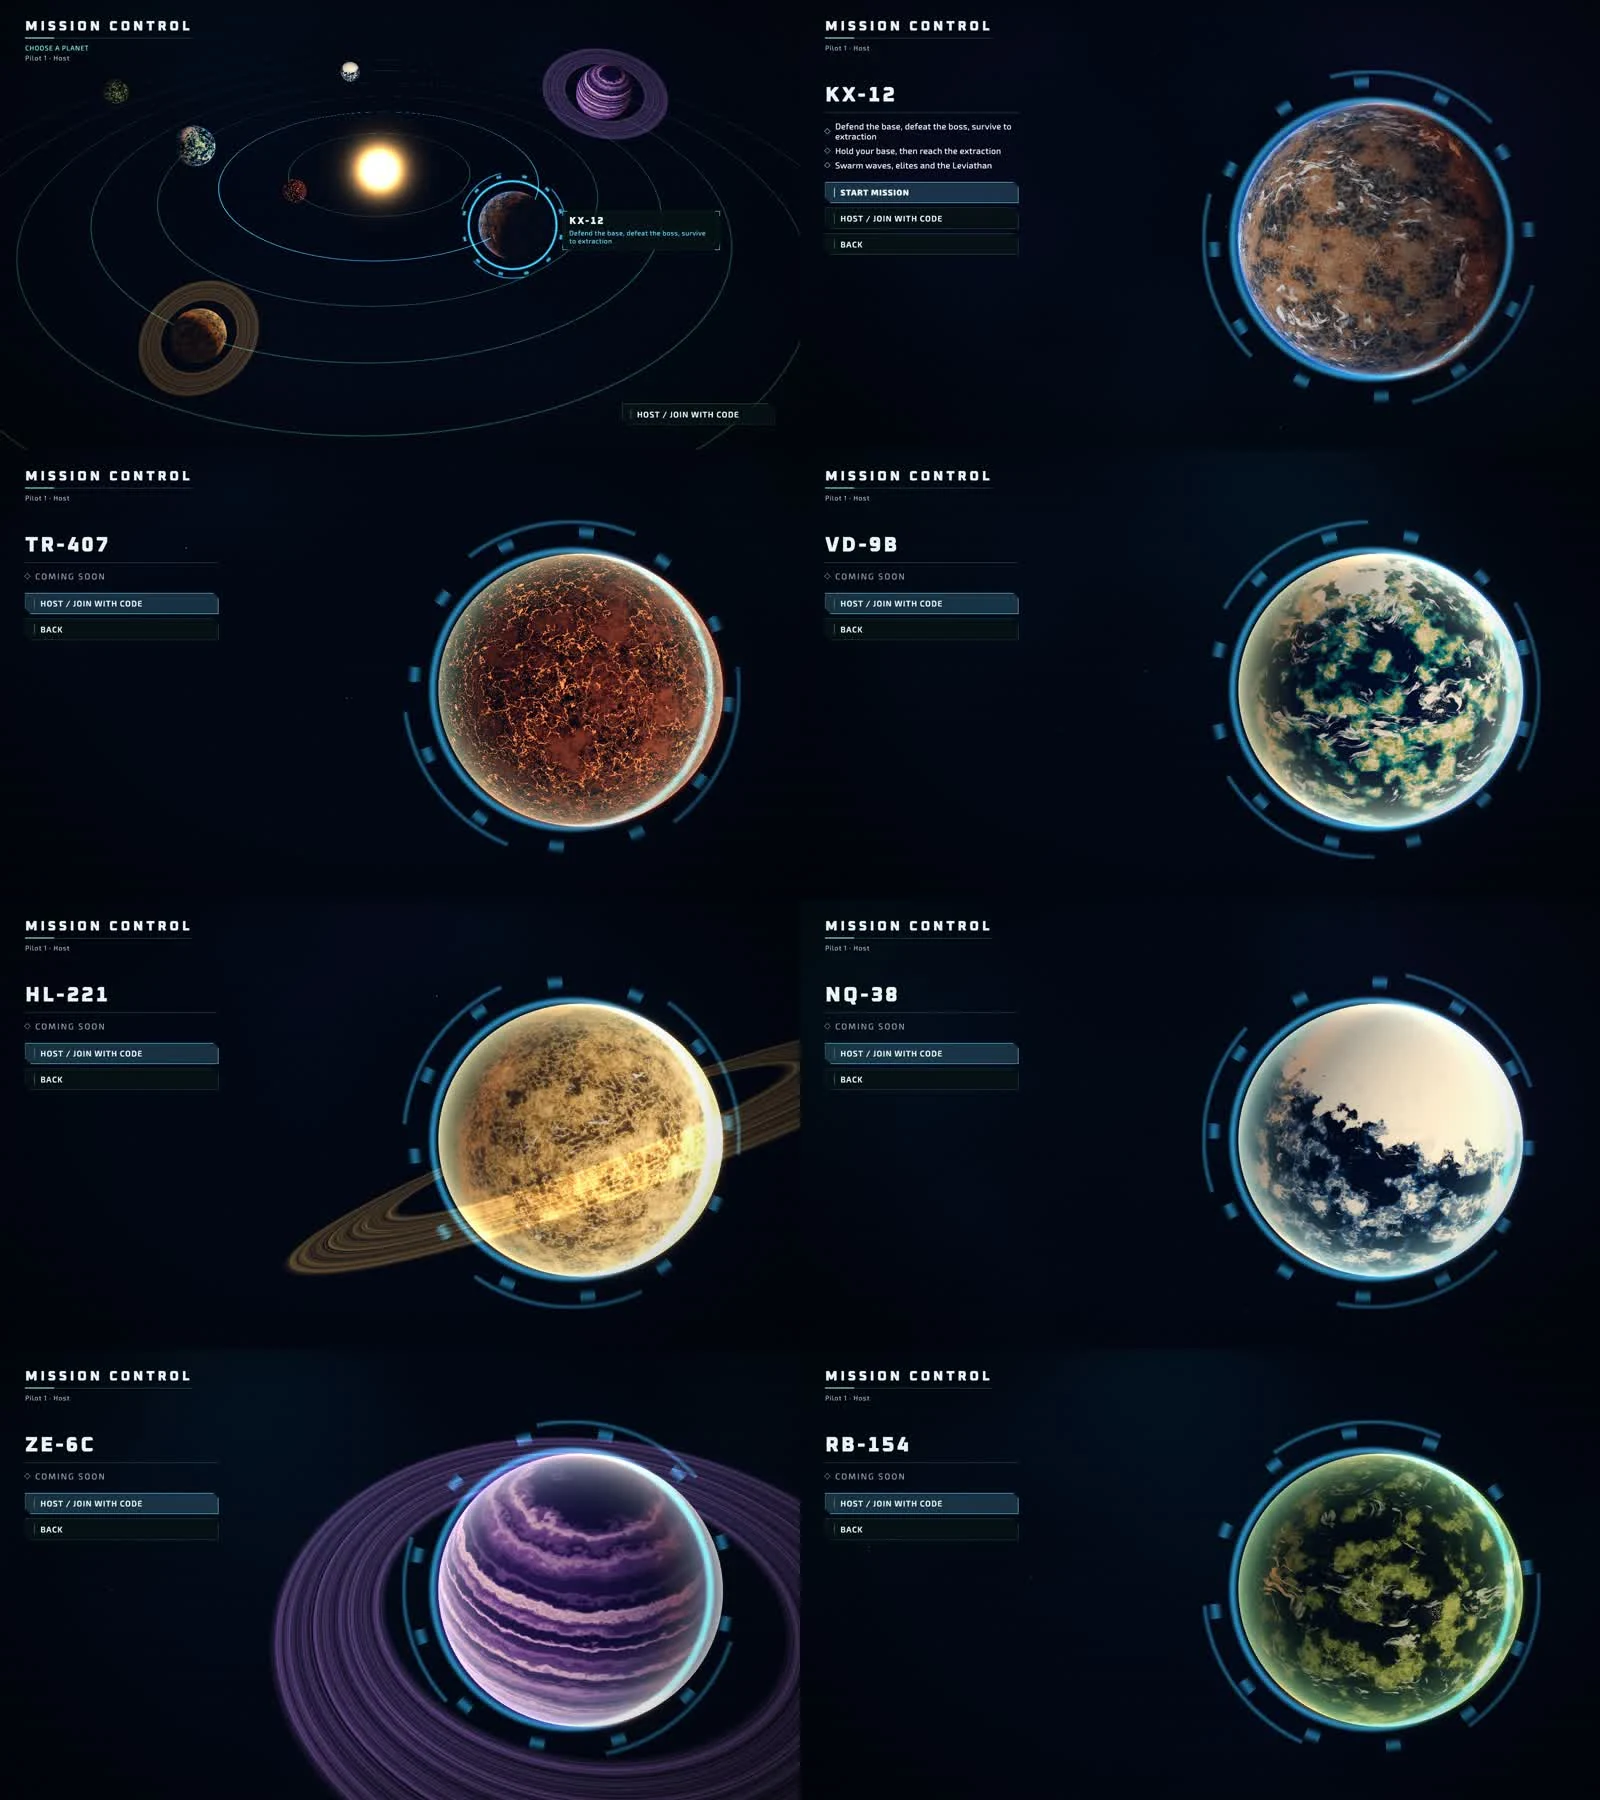 MISSION CONTROL
CHOOSE A PLANET
Pilot 1 · Host
KX-12
Defend the base, defeat the boss, survive
to extraction
HOST / JOIN WITH CODE
MISSION CONTROL
Pilot 1 · Host
KX-12
Defend the base, defeat the boss, survive to
extraction
Hold your base, then reach the extraction
Swarm waves, elites and the Leviathan
START MISSION
HOST / JOIN WITH CODE
BACK
MISSION CONTROL
Pilot 1 · Host
TR-407
COMING SOON
HOST / JOIN WITH CODE
BACK
MISSION CONTROL
Pilot 1 · Host
VD-9B
COMING SOON
HOST / JOIN WITH CODE
BACK
MISSION CONTROL
Pilot 1 · Host
HL-221
COMING SOON
HOST / JOIN WITH CODE
BACK
MISSION CONTROL
Pilot 1 · Host
NQ-38
COMING SOON
HOST / JOIN WITH CODE
BACK
MISSION CONTROL
Pilot 1 · Host
ZE-6C
COMING SOON
HOST / JOIN WITH CODE
BACK
MISSION CONTROL
Pilot 1 · Host
RB-154
COMING SOON
HOST / JOIN WITH CODE
BACK